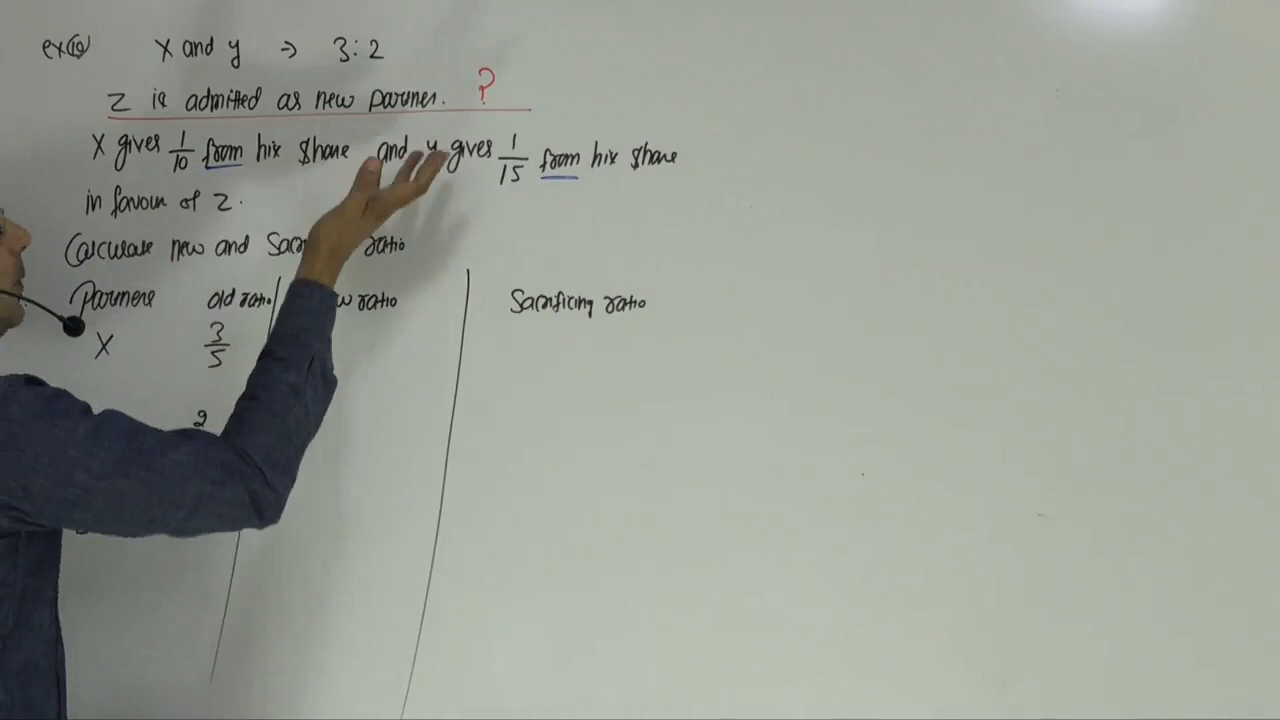 ex(10) X and y → 3:2
Z is admitted as new partner. ?
X gives 1/10 from his share and y gives 1/15 from his share
in favour of Z.
Calculate new and ratio
Partners old ratio ratio Sacrificing ratio
X 3/5
2